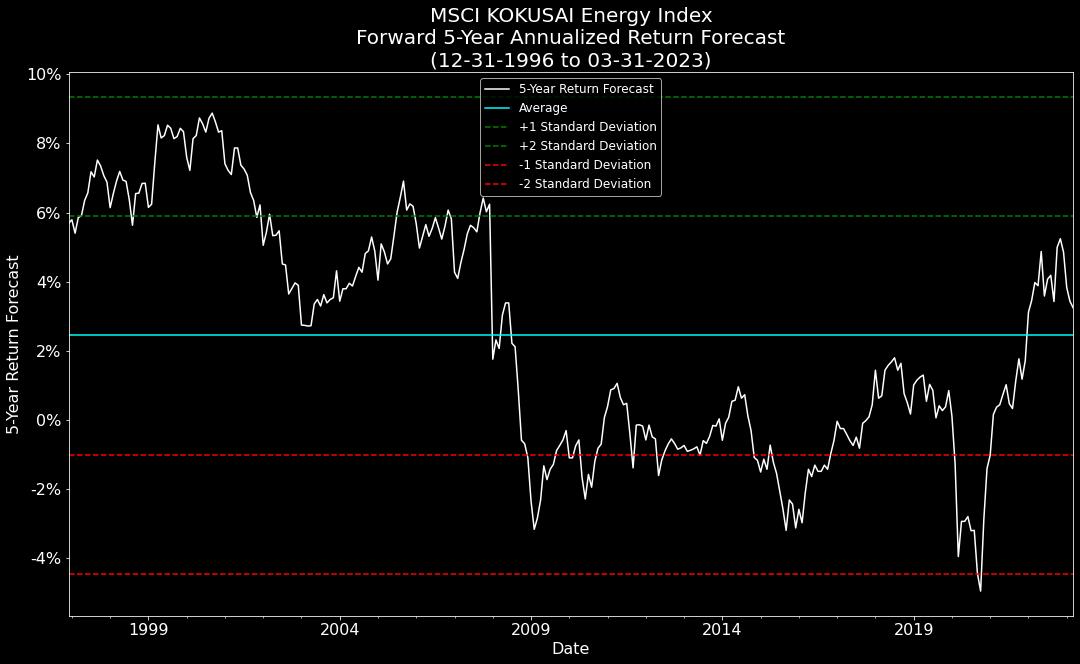 MSCI KOKUSAI Energy Index
Forward 5-Year Annualized Return Forecast
(12-31-1996 to 03-31-2023)
5-Year Return Forecast
Average
+1 Standard Deviation
+2 Standard Deviation
-1 Standard Deviation
-2 Standard Deviation
5-Year Return Forecast
10%
8%
6%
4%
2%
0%
-2%
-4%
1999
2004
2009
2014
2019
Date